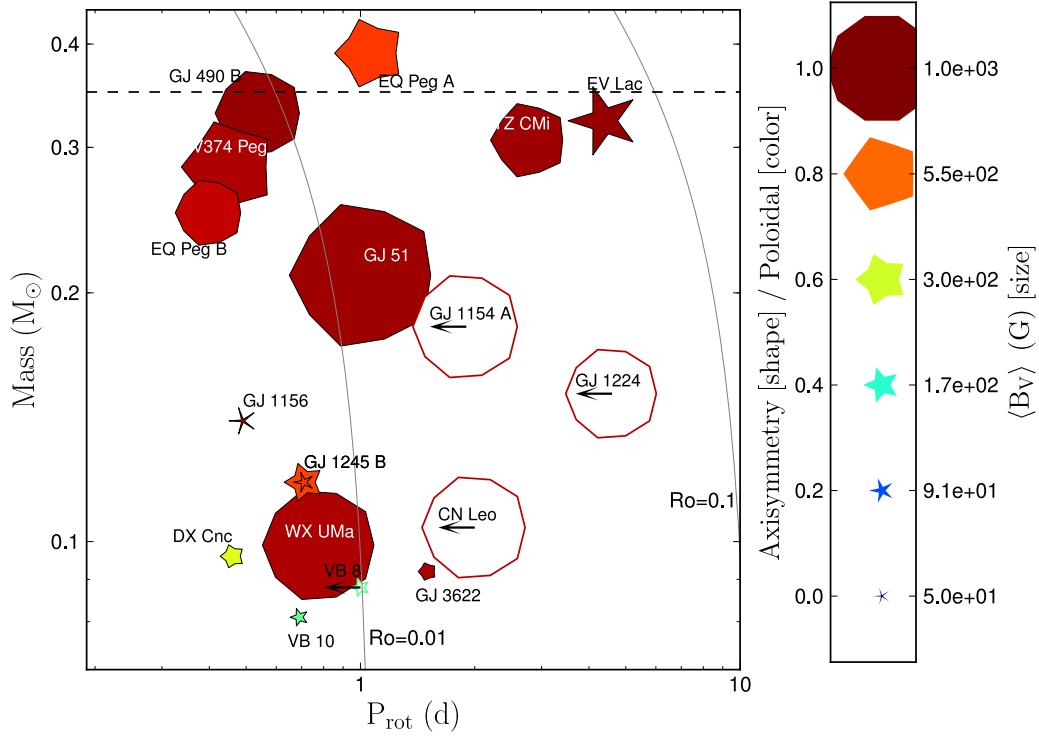 0.4
0.3
0.2
0.1
Mass (M⊙)
1
10
P_rot (d)
GJ 490 B
EQ Peg A
EV Lac
YZ CMi
V374 Peg
EQ Peg B
GJ 51
GJ 1154 A
GJ 1224
GJ 1156
GJ 1245 B
Ro=0.1
CN Leo
WX UMa
DX Cnc
VB 8
GJ 3622
VB 10
Ro=0.01
Axisymmetry [shape] / Poloidal [color]
1.0
0.8
0.6
0.4
0.2
0.0
1.0e+03
5.5e+02
3.0e+02
1.7e+02
9.1e+01
5.0e+01
⟨Bv⟩ (G) [size]